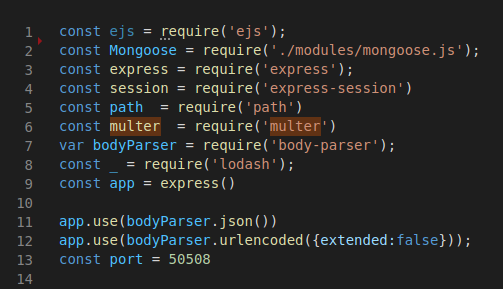 1 const ejs = require('ejs');
2 const Mongoose = require('./modules/mongoose.js');
3 const express = require('express');
4 const session = require('express-session')
5 const path  = require('path')
6 const multer  = require('multer')
7 var bodyParser = require('body-parser');
8 const _ = require('lodash');
9 const app = express()
10
11 app.use(bodyParser.json())
12 app.use(bodyParser.urlencoded({extended:false}));
13 const port = 50508
14